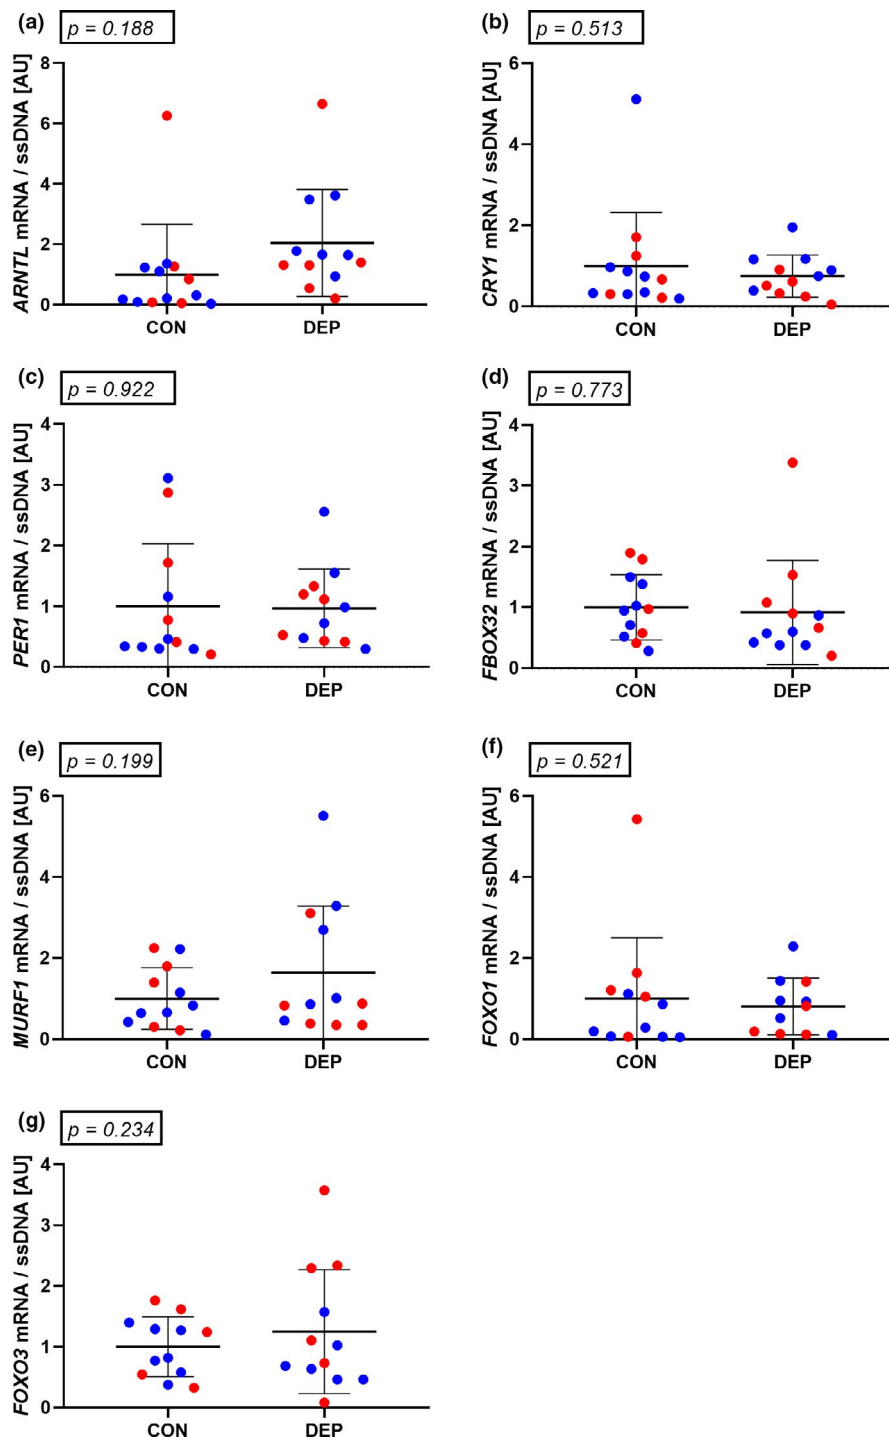 (a) p = 0.188
ARNTL mRNA / ssDNA [AU]
8
6
4
2
0
CON DEP
(b) p = 0.513
CRY1 mRNA / ssDNA [AU]
6
4
2
0
CON DEP
(c) p = 0.922
PER1 mRNA / ssDNA [AU]
4
3
2
1
0
CON DEP
(d) p = 0.773
FBOX32 mRNA / ssDNA [AU]
4
3
2
1
0
CON DEP
(e) p = 0.199
MURF1 mRNA / ssDNA [AU]
6
4
2
0
CON DEP
(f) p = 0.521
FOXO1 mRNA / ssDNA [AU]
6
4
2
0
CON DEP
(g) p = 0.234
FOXO3 mRNA / ssDNA [AU]
4
3
2
1
0
CON DEP